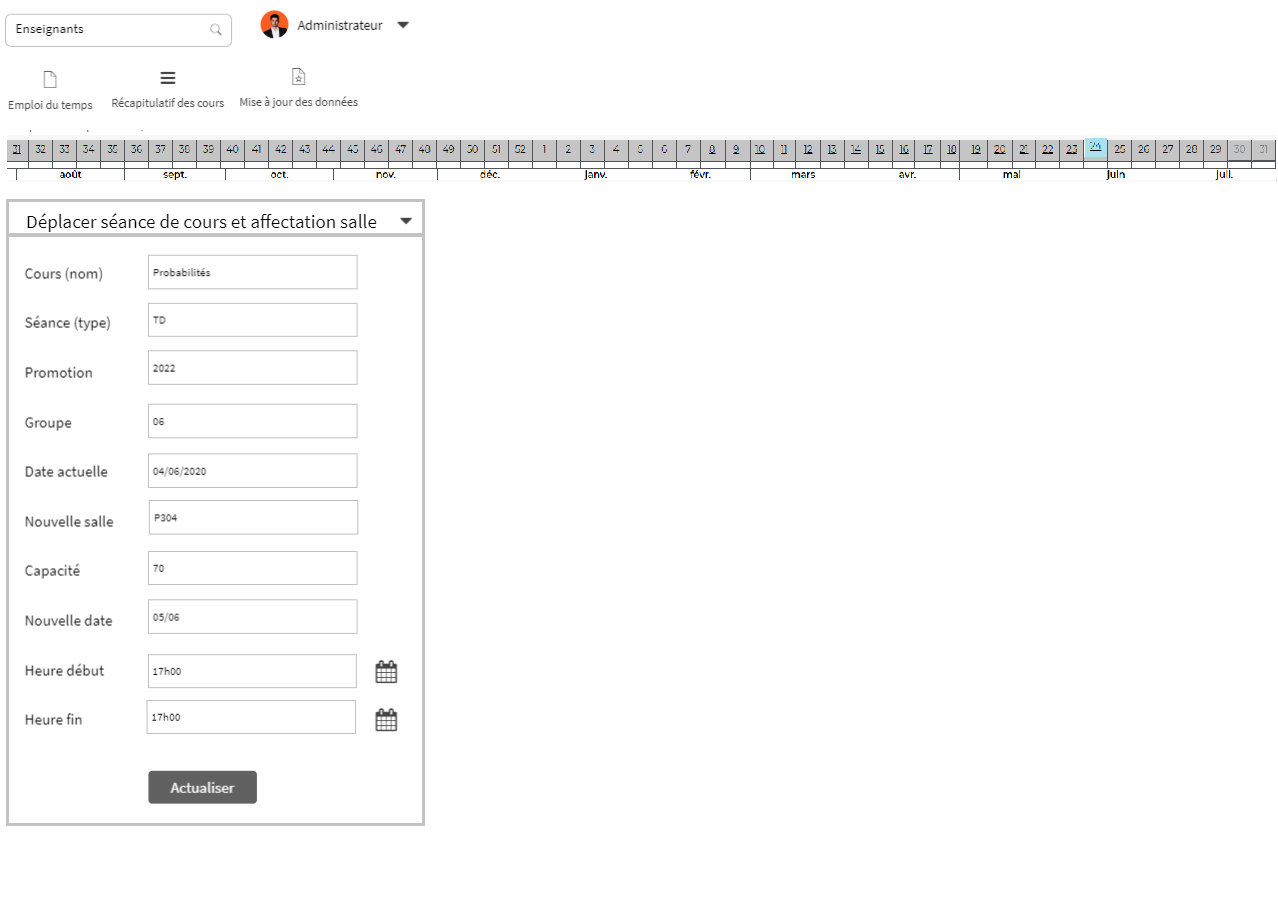 Enseignants
Administrateur
Emploi du temps
Récapitulatif des cours
Mise à jour des données
31 32 33 34 35 36 37 38 39 40 41 42 43 44 45 46 47 48 49 50 51 52 1 2 3 4 5 6 7 8 9 10 11 12 13 14 15 16 17 18 19 20 21 22 23 24 25 26 27 28 29 30 31
août sept. oct. nov. déc. janv. févr. mars avr. mai juin juil.
Déplacer séance de cours et affectation salle
Cours (nom) Probabilités
Séance (type) TD
Promotion 2022
Groupe 06
Date actuelle 04/06/2020
Nouvelle salle P304
Capacité 70
Nouvelle date 05/06
Heure début 17h00
Heure fin 17h00
Actualiser